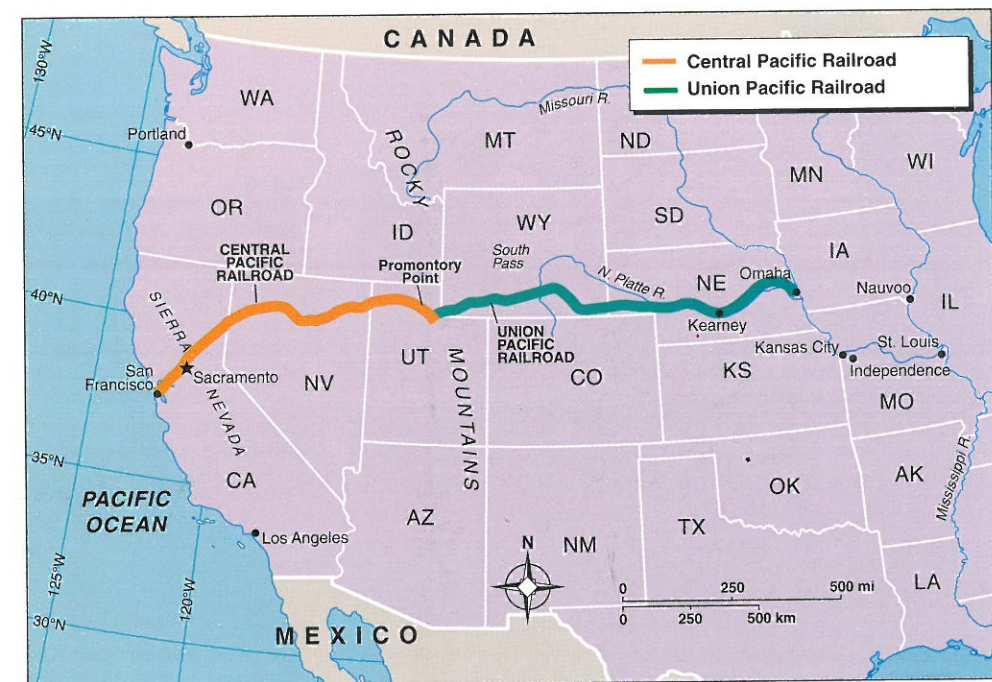 CANADA
Central Pacific Railroad
Union Pacific Railroad
130°W
45°N
40°N
35°N
30°N
125°W
120°W
WA
Portland
OR
ROCKY
MOUNTAINS
MT
Missouri R.
ND
MN
WI
ID
WY
SD
IA
South
Pass
N. Platte R.
NE
Omaha
Nauvoo
IL
CENTRAL
PACIFIC
RAILROAD
Promontory
Point
UNION
PACIFIC
RAILROAD
Kearney
Kansas City
St. Louis
Independence
SIERRA
NEVADA
San
Francisco
Sacramento
NV
UT
CO
KS
MO
CA
PACIFIC
OCEAN
Los Angeles
AZ
NM
TX
OK
AK
Mississippi R.
LA
N
0 250 500 mi
0 250 500 km
MEXICO